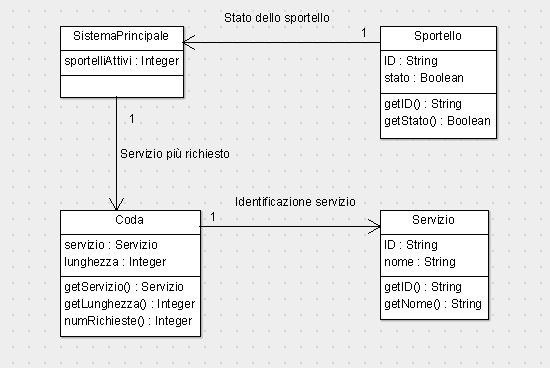 Stato dello sportello
SistemaPrincipale
sportelliAttivi : Integer
1
Sportello
ID : String
stato : Boolean
getID() : String
getStato() : Boolean
1
Servizio più richiesto
Identificazione servizio
Coda
servizio : Servizio
lunghezza : Integer
getServizio() : Servizio
getLunghezza() : Integer
numRichieste() : Integer
1
Servizio
ID : String
nome : String
getID() : String
getNome() : String